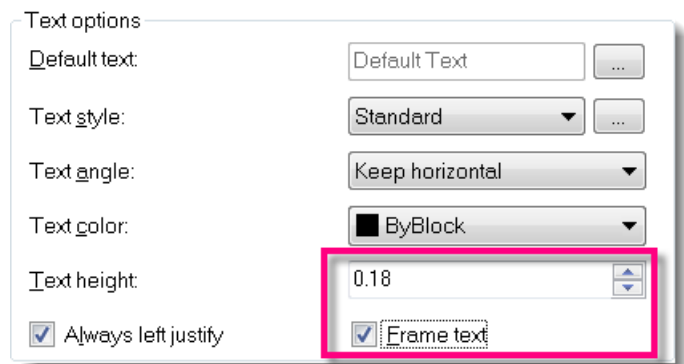 Text options
Default text: Default Text ...
Text style: Standard ...
Text angle: Keep horizontal
Text color: ByBlock
Text height: 0.18
Always left justify Frame text